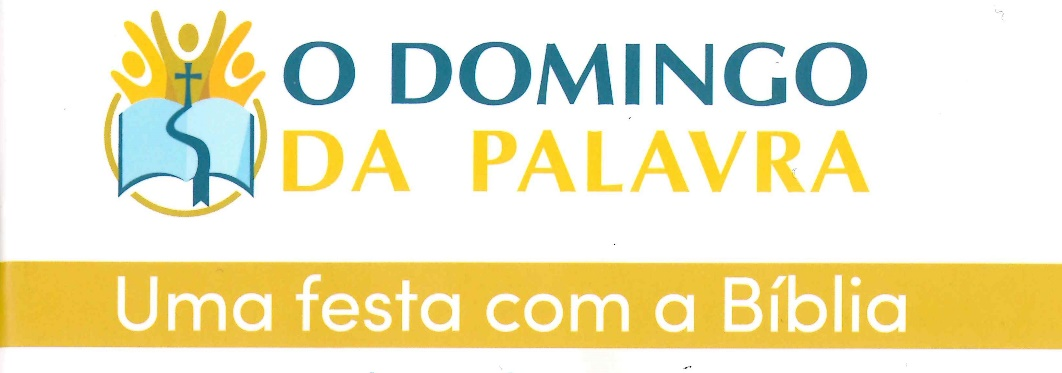 O DOMINGO
DA PALAVRA
Uma festa com a Bíblia